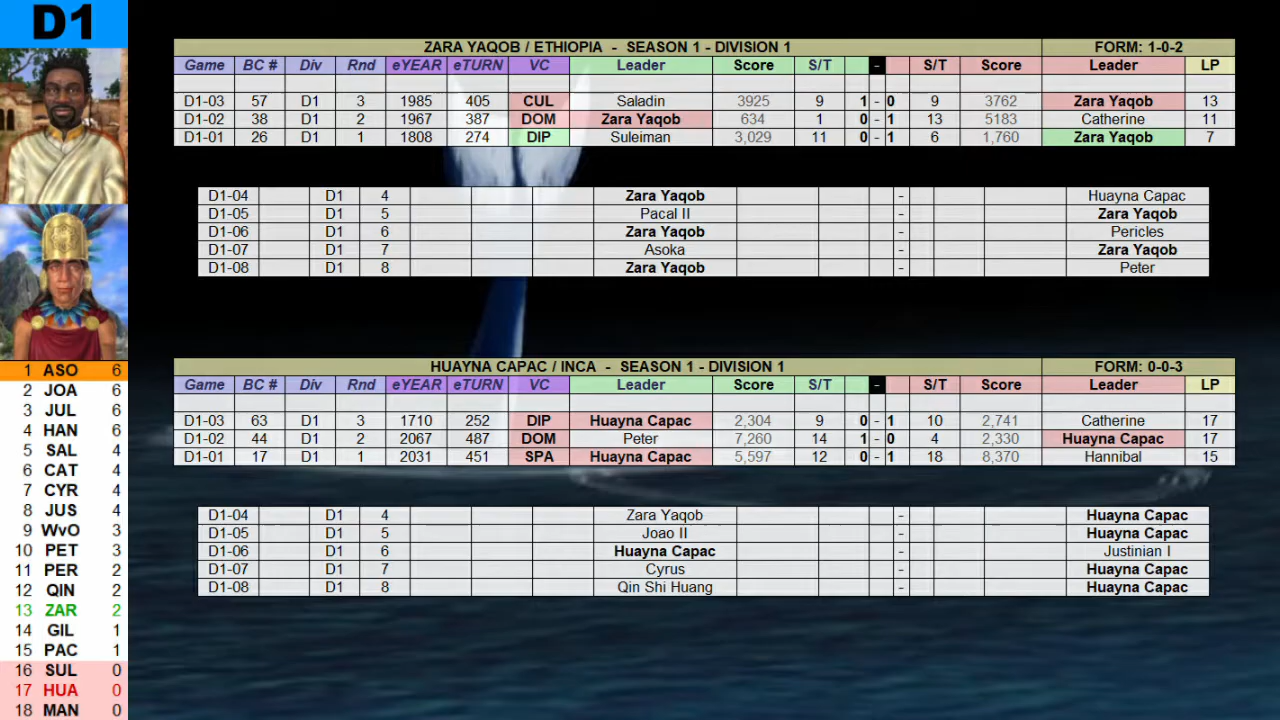 D1
ZARA YAQOB / ETHIOPIA - SEASON 1 - DIVISION 1 FORM: 1-0-2
Game BC # Div Rnd eYEAR eTURN VC Leader Score S/T - S/T Score Leader LP
D1-03 57 D1 3 1985 405 CUL Saladin 3925 9 1 - 0 9 3762 Zara Yaqob 13
D1-02 38 D1 2 1967 387 DOM Zara Yaqob 634 1 0 - 1 13 5183 Catherine 11
D1-01 26 D1 1 1808 274 DIP Suleiman 3,029 11 0 - 1 6 1,760 Zara Yaqob 7
D1-04 D1 4 Zara Yaqob - Huayna Capac
D1-05 D1 5 Pacal II - Zara Yaqob
D1-06 D1 6 Zara Yaqob - Pericles
D1-07 D1 7 Asoka - Zara Yaqob
D1-08 D1 8 Zara Yaqob - Peter
HUAYNA CAPAC / INCA - SEASON 1 - DIVISION 1 FORM: 0-0-3
Game BC # Div Rnd eYEAR eTURN VC Leader Score S/T - S/T Score Leader LP
D1-03 63 D1 3 1710 252 DIP Huayna Capac 2,304 9 0 - 1 10 2,741 Catherine 17
D1-02 44 D1 2 2067 487 DOM Peter 7,260 14 1 - 0 4 2,330 Huayna Capac 17
D1-01 17 D1 1 2031 451 SPA Huayna Capac 5,597 12 0 - 1 18 8,370 Hannibal 15
D1-04 D1 4 Zara Yaqob - Huayna Capac
D1-05 D1 5 Joao II - Huayna Capac
D1-06 D1 6 Huayna Capac - Justinian I
D1-07 D1 7 Cyrus - Huayna Capac
D1-08 D1 8 Qin Shi Huang - Huayna Capac
1 ASO 6
2 JOA 6
3 JUL 6
4 HAN 6
5 SAL 4
6 CAT 4
7 CYR 4
8 JUS 4
9 WvO 3
10 PET 3
11 PER 2
12 QIN 2
13 ZAR 2
14 GIL 1
15 PAC 1
16 SUL 0
17 HUA 0
18 MAN 0